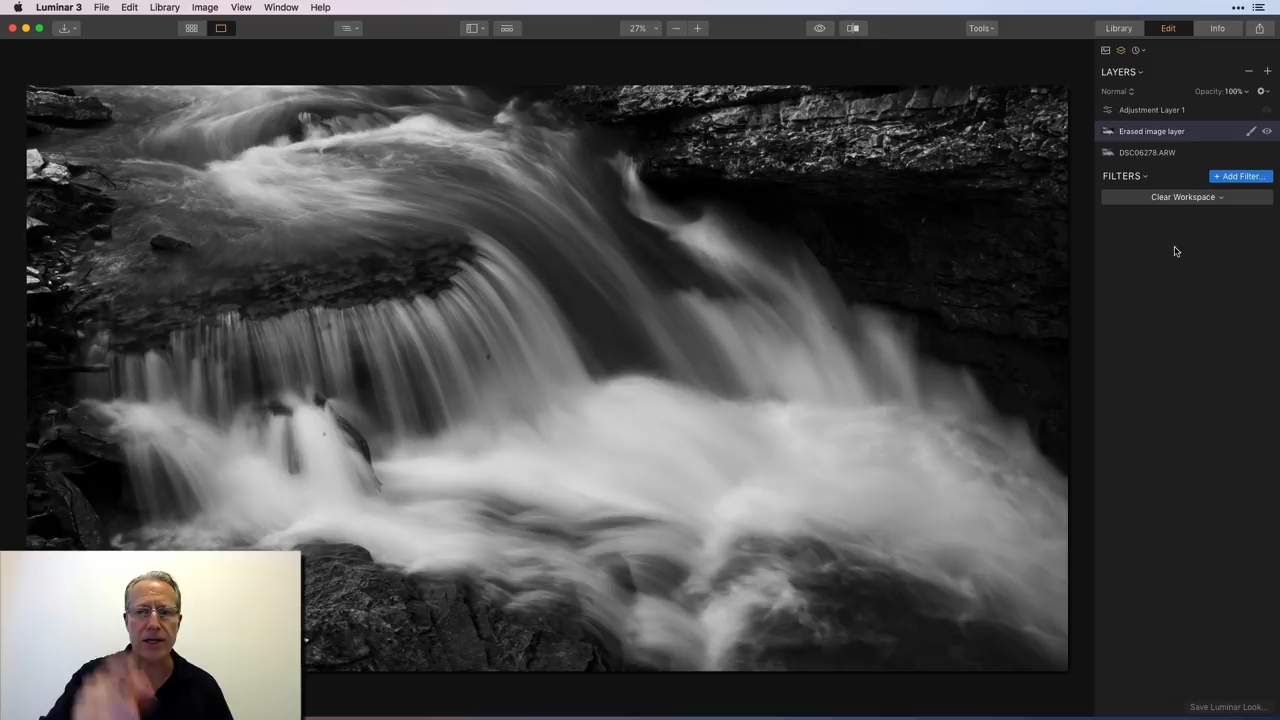 Luminar 3 File Edit Library Image View Window Help
27% Tools Library Edit Info
LAYERS
Normal Opacity: 100%
Adjustment Layer 1
Erased image layer
DSC06278.ARW
FILTERS + Add Filter...
Clear Workspace
Save Luminar Look...